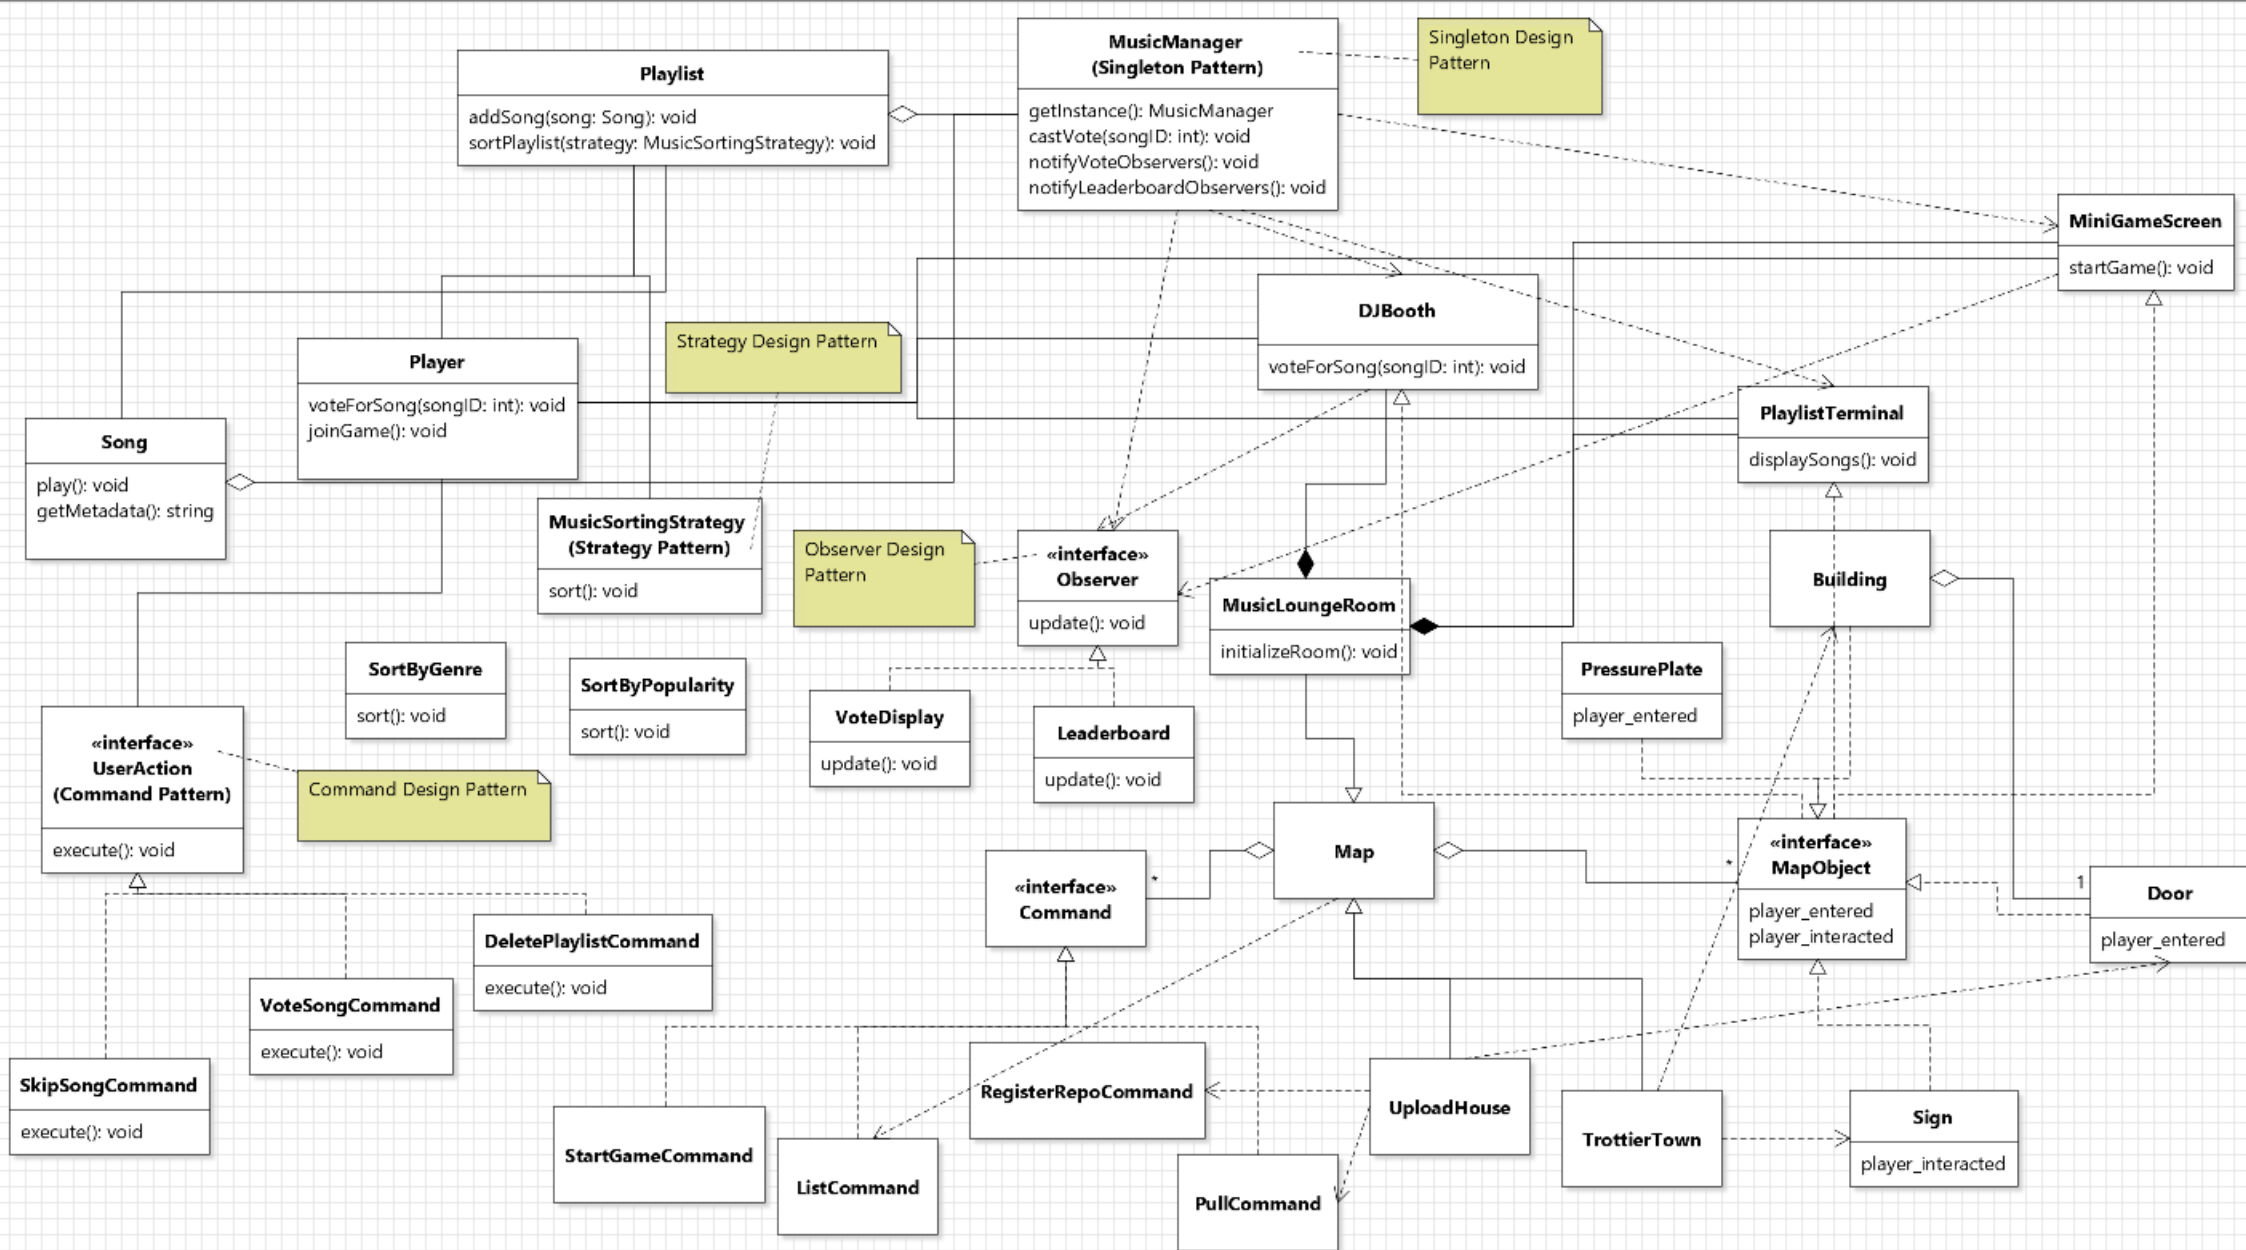 MusicManager
(Singleton Pattern)
getInstance(): MusicManager
castVote(songID: int): void
notifyVoteObservers(): void
notifyLeaderboardObservers(): void
Singleton Design
Pattern
Playlist
addSong(song: Song): void
sortPlaylist(strategy: MusicSortingStrategy): void
MiniGameScreen
startGame(): void
DJBooth
voteForSong(songID: int): void
Strategy Design Pattern
Player
voteForSong(songID: int): void
joinGame(): void
PlaylistTerminal
displaySongs(): void
Song
play(): void
getMetadata(): string
MusicSortingStrategy
(Strategy Pattern)
sort(): void
Observer Design
Pattern
«interface»
Observer
update(): void
MusicLoungeRoom
initializeRoom(): void
Building
PressurePlate
player_entered
SortByGenre
sort(): void
SortByPopularity
sort(): void
VoteDisplay
update(): void
Leaderboard
update(): void
«interface»
UserAction
(Command Pattern)
execute(): void
Command Design Pattern
«interface»
Command
*
Map
*
«interface»
MapObject
player_entered
player_interacted
1
Door
player_entered
DeletePlaylistCommand
execute(): void
VoteSongCommand
execute(): void
SkipSongCommand
execute(): void
StartGameCommand
ListCommand
RegisterRepoCommand
PullCommand
UploadHouse
TrottierTown
Sign
player_interacted